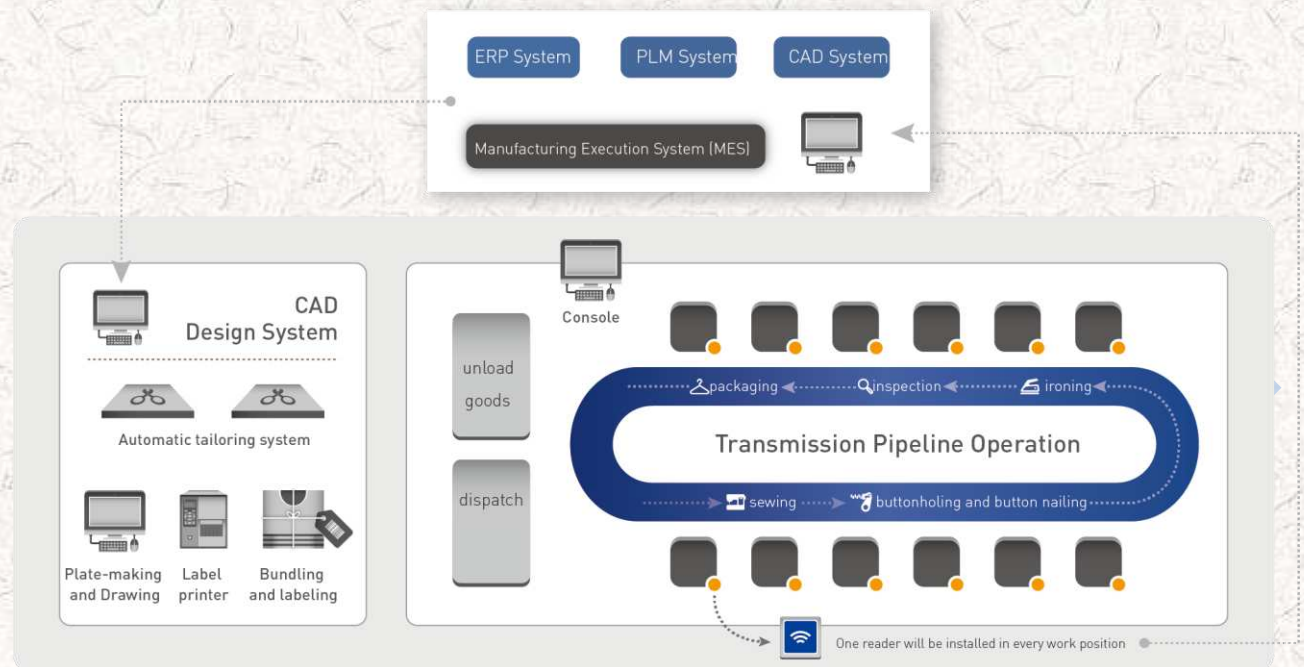 ERP System
PLM System
CAD System
Manufacturing Execution System (MES)
CAD
Design System
Automatic tailoring system
Plate-making
and Drawing
Label
printer
Bundling
and labeling
Console
unload
goods
dispatch
packaging
inspection
ironing
Transmission Pipeline Operation
sewing
buttonholing and button nailing
One reader will be installed in every work position